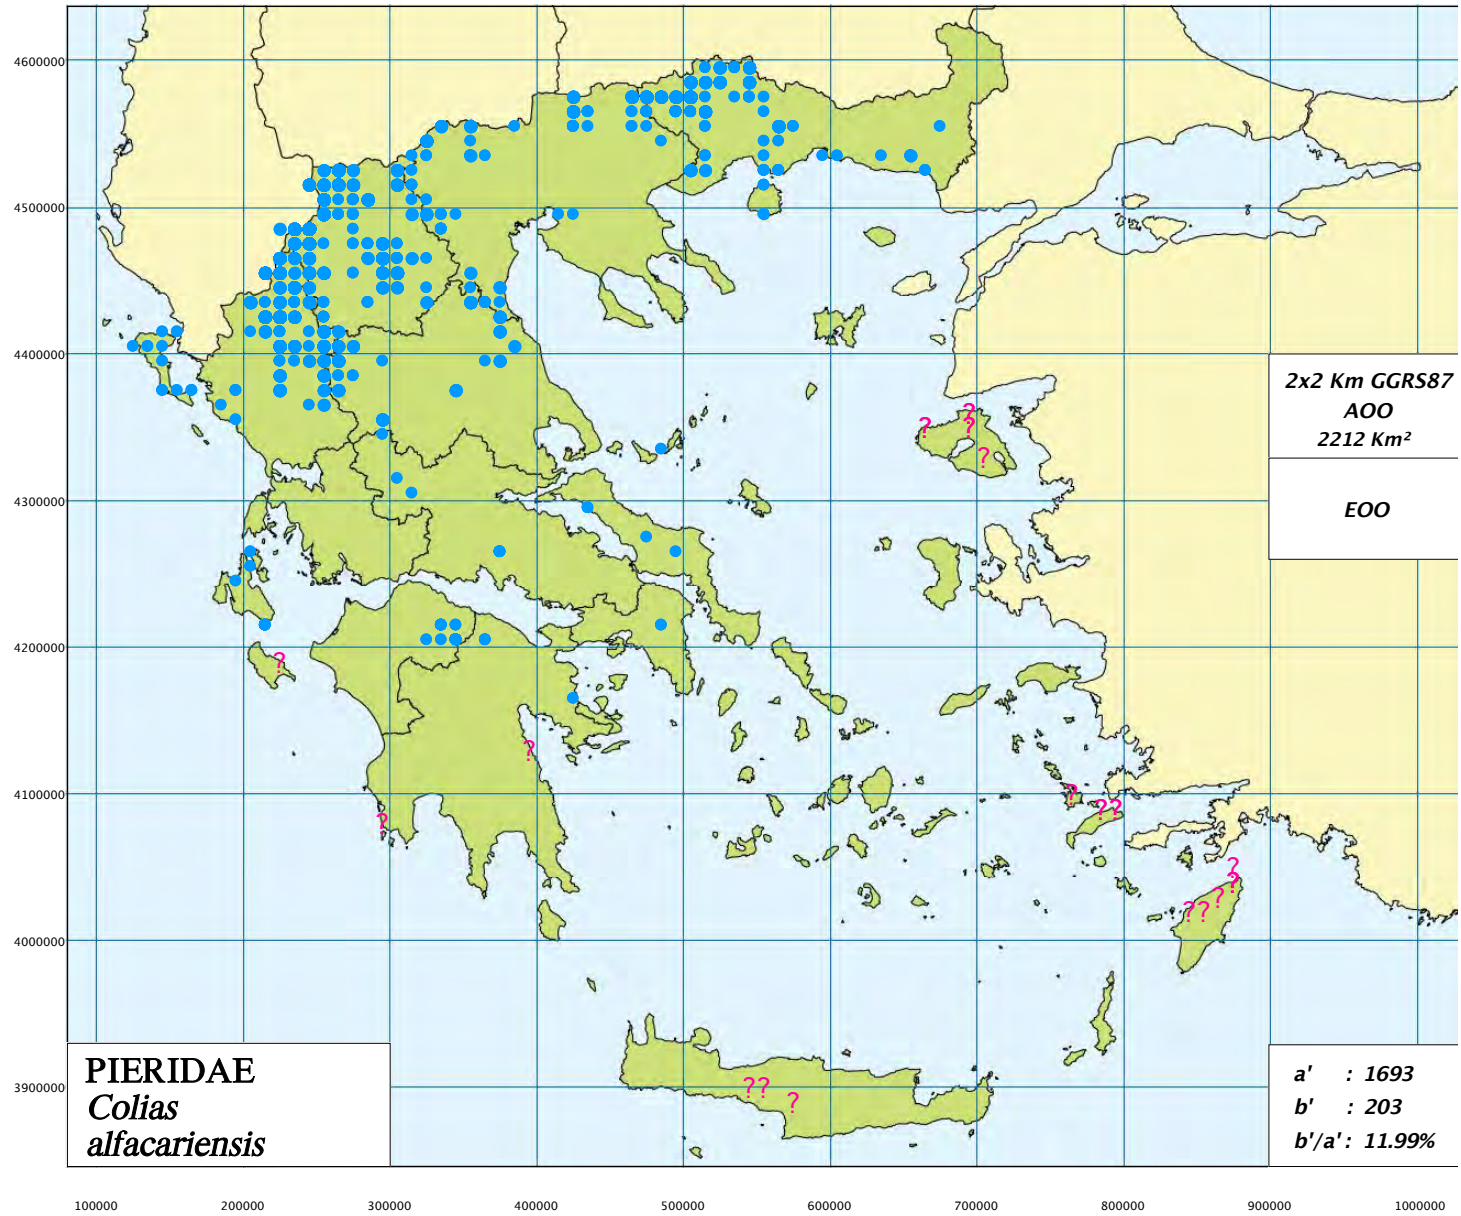 4600000
4500000
4400000
4300000
4200000
4100000
4000000
3900000
? ? ? ?
?
?
?
? ? ?
? ? ? ? ?
? ? ?
2x2 Km GGRS87
AOO
2212 Km²
EOO
PIERIDAE
Colias
alfacariensis
a' : 1693
b' : 203
b'/a' : 11.99%
100000 200000 300000 400000 500000 600000 700000 800000 900000 1000000